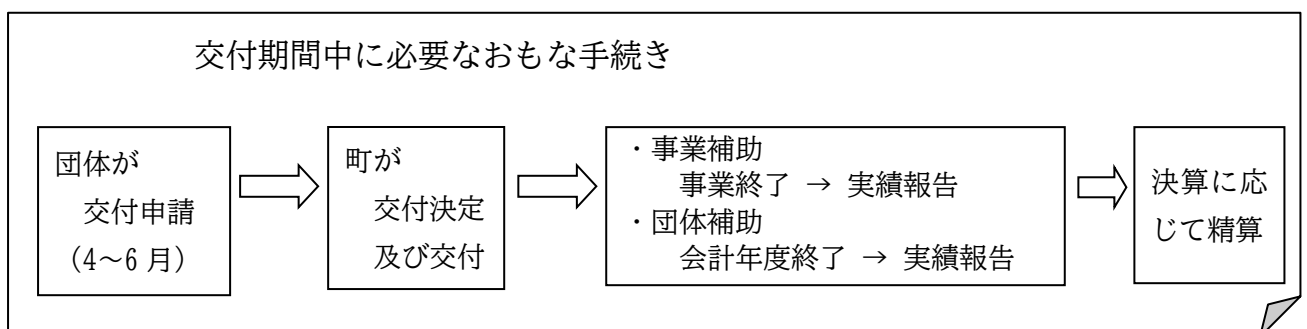 交付期間中に必要なおもな手続き
団体が
交付申請
(4~6月)
町が
交付決定
及び交付
・事業補助
事業終了 → 実績報告
・団体補助
会計年度終了 → 実績報告
決算に応
じて精算